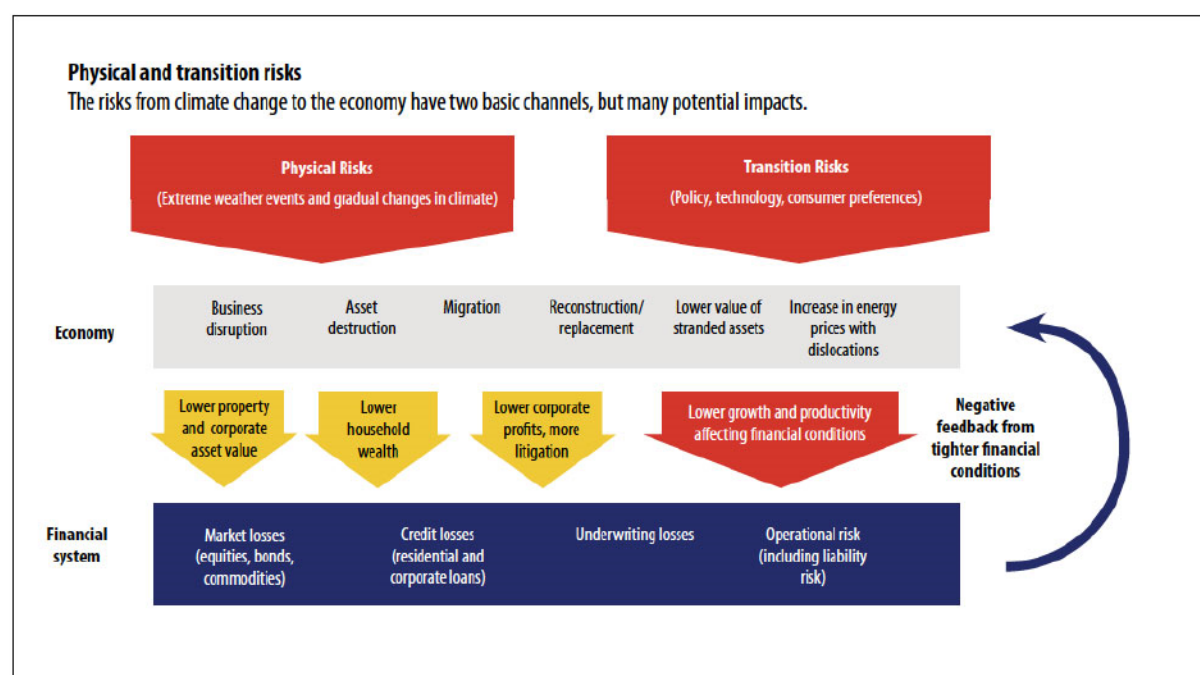 Physical and transition risks
The risks from climate change to the economy have two basic channels, but many potential impacts.
Physical Risks
(Extreme weather events and gradual changes in climate)
Transition Risks
(Policy, technology, consumer preferences)
Economy
Business
disruption
Asset
destruction
Migration
Reconstruction/
replacement
Lower value of
stranded assets
Increase in energy
prices with
dislocations
Lower property
and corporate
asset value
Lower
household
wealth
Lower corporate
profits, more
litigation
Lower growth and productivity
affecting financial conditions
Negative
feedback from
tighter financial
conditions
Financial
system
Market losses
(equities, bonds,
commodities)
Credit losses
(residential and
corporate loans)
Underwriting losses
Operational risk
(including liability
risk)